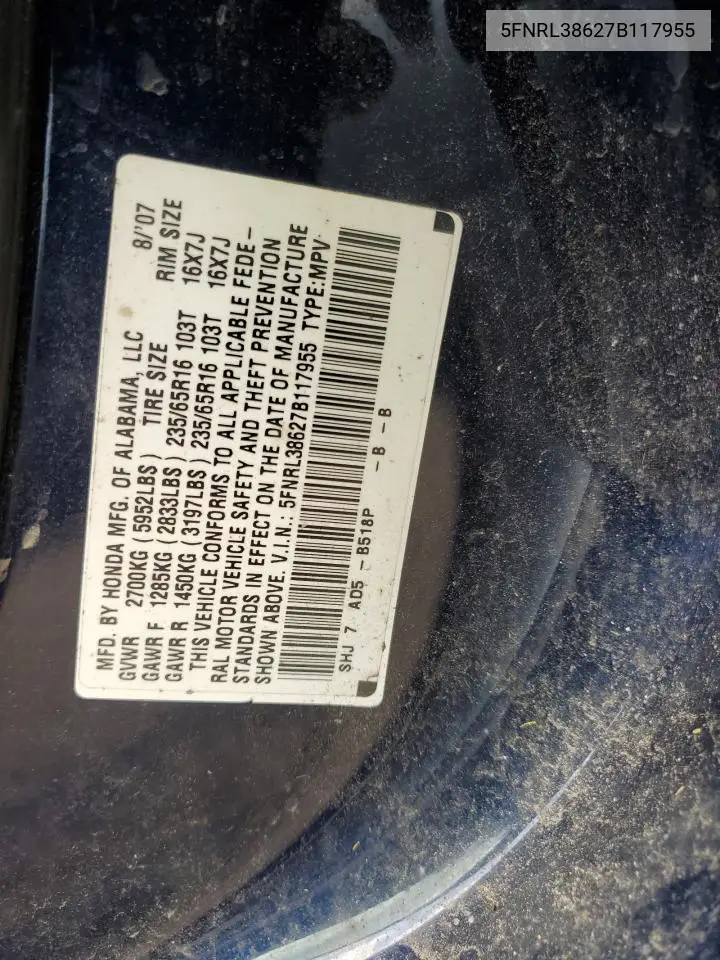 5FNRL38627B117955
MFD. BY HONDA MFG. OF ALABAMA, LLC 8/'07
GVWR 2700KG (5952LBS) TIRE SIZE RIM SIZE
GAWR F 1285KG (2833LBS) 235/65R16 103T 16X7J
GAWR R 1450KG (3197LBS) 235/65R16 103T 16X7J
THIS VEHICLE CONFORMS TO ALL APPLICABLE FEDE-
RAL MOTOR VEHICLE SAFETY AND THEFT PREVENTION
STANDARDS IN EFFECT ON THE DATE OF MANUFACTURE
SHOWN ABOVE. V.I.N.: 5FNRL38627B117955 TYPE:MPV
SHJ 7 AD5 - B518P - B - B